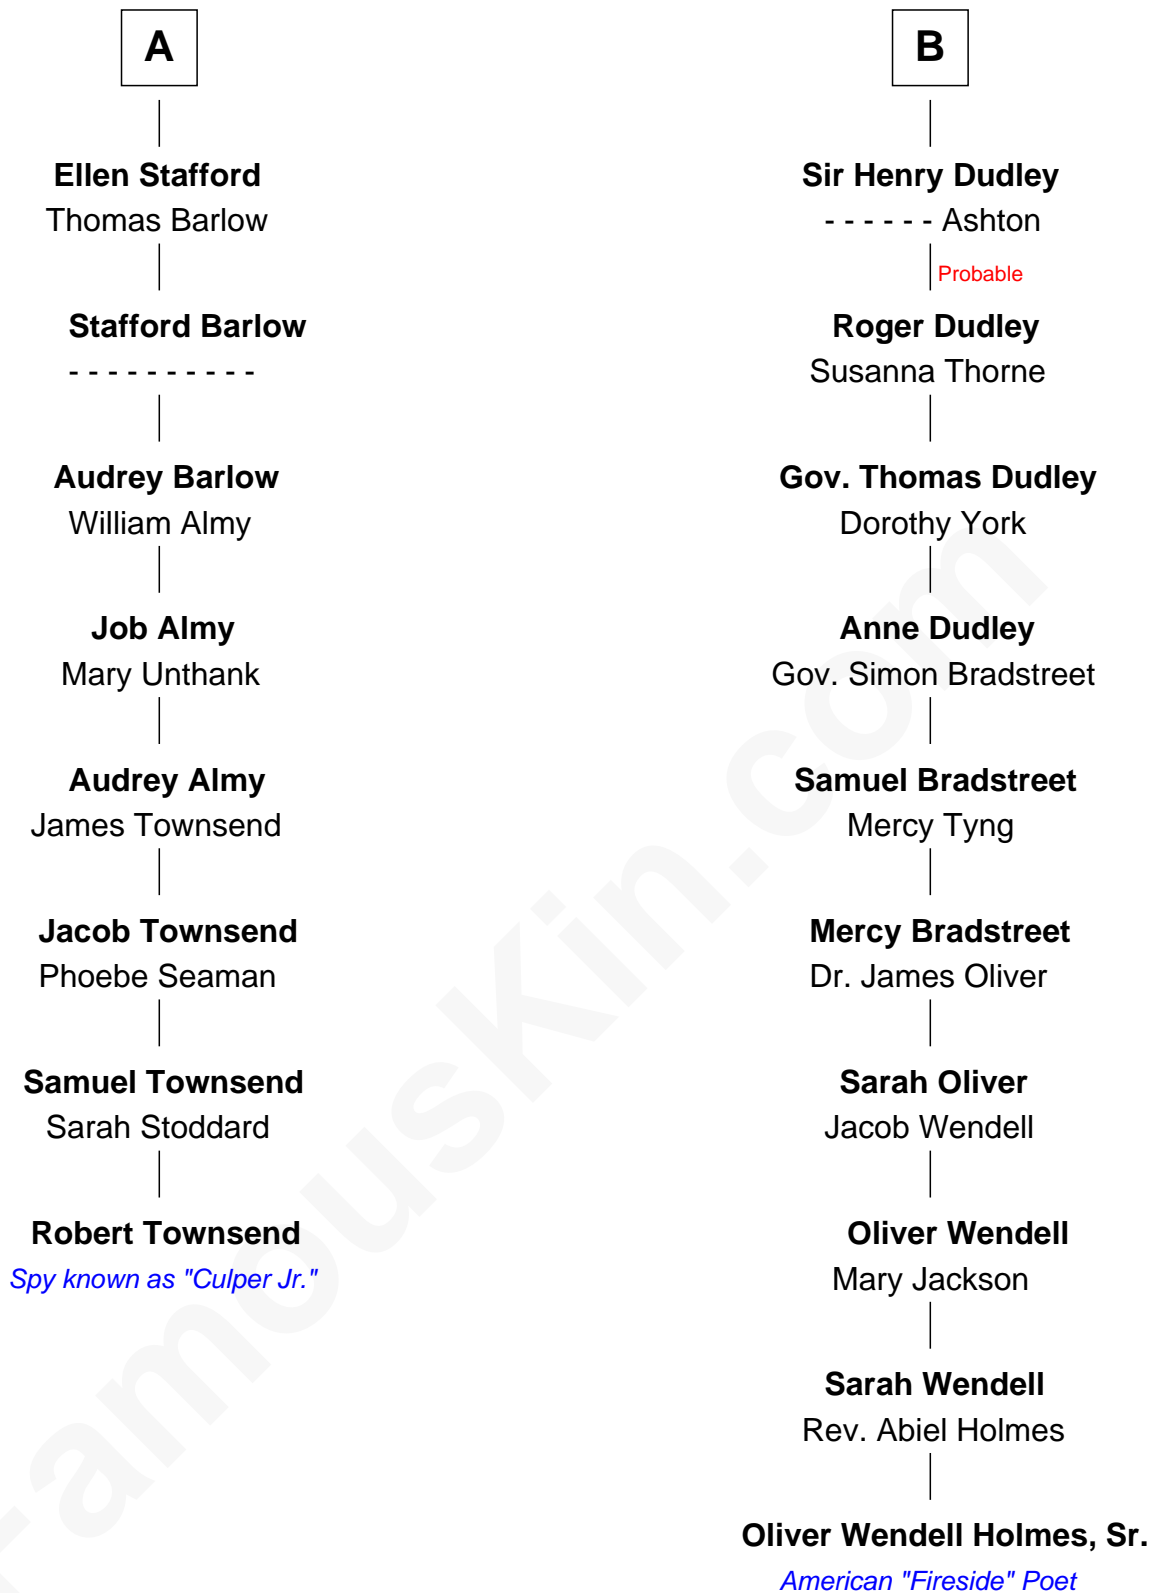 A
Ellen Stafford
Thomas Barlow
Stafford Barlow
- - - - - - - - - -
Audrey Barlow
William Almy
Job Almy
Mary Unthank
Audrey Almy
James Townsend
Jacob Townsend
Phoebe Seaman
Samuel Townsend
Sarah Stoddard
Robert Townsend
Spy known as "Culper Jr."
B
Sir Henry Dudley
- - - - - - Ashton
Probable
Roger Dudley
Susanna Thorne
Gov. Thomas Dudley
Dorothy York
Anne Dudley
Gov. Simon Bradstreet
Samuel Bradstreet
Mercy Tyng
Mercy Bradstreet
Dr. James Oliver
Sarah Oliver
Jacob Wendell
Oliver Wendell
Mary Jackson
Sarah Wendell
Rev. Abiel Holmes
Oliver Wendell Holmes, Sr.
American "Fireside" Poet
FamousKin.com